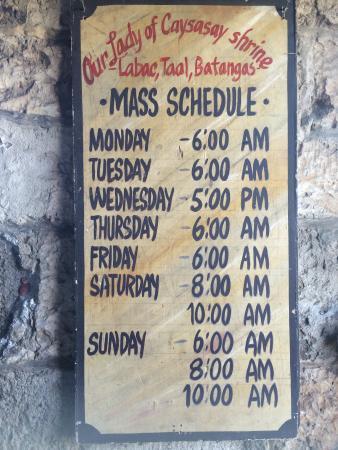 Our Lady of Caysasay shrine
Labac, Taal, Batangas
• MASS SCHEDULE •
MONDAY - 6:00 AM
TUESDAY - 6:00 AM
WEDNESDAY - 5:00 PM
THURSDAY - 6:00 AM
FRIDAY - 6:00 AM
SATURDAY - 8:00 AM
10:00 AM
SUNDAY - 6:00 AM
8:00 AM
10:00 AM